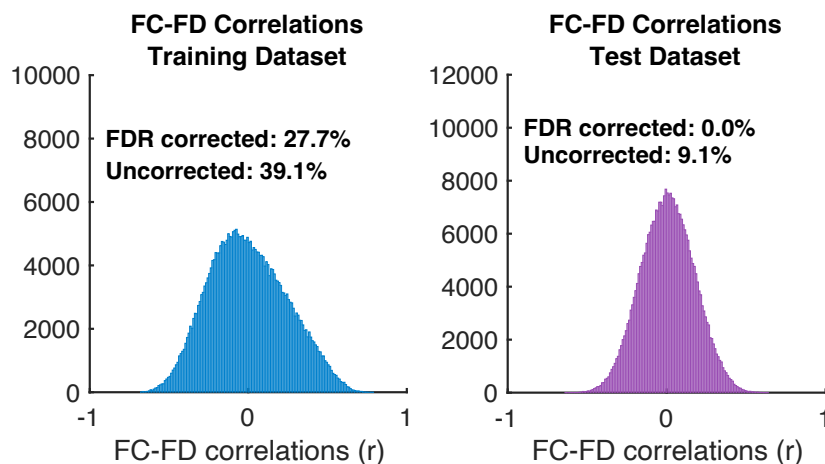 FC-FD Correlations
Training Dataset
10000
8000
6000
4000
2000
0
FDR corrected: 27.7%
Uncorrected: 39.1%
-1
0
1
FC-FD correlations (r)
FC-FD Correlations
Test Dataset
12000
10000
8000
6000
4000
2000
0
FDR corrected: 0.0%
Uncorrected: 9.1%
-1
0
1
FC-FD correlations (r)